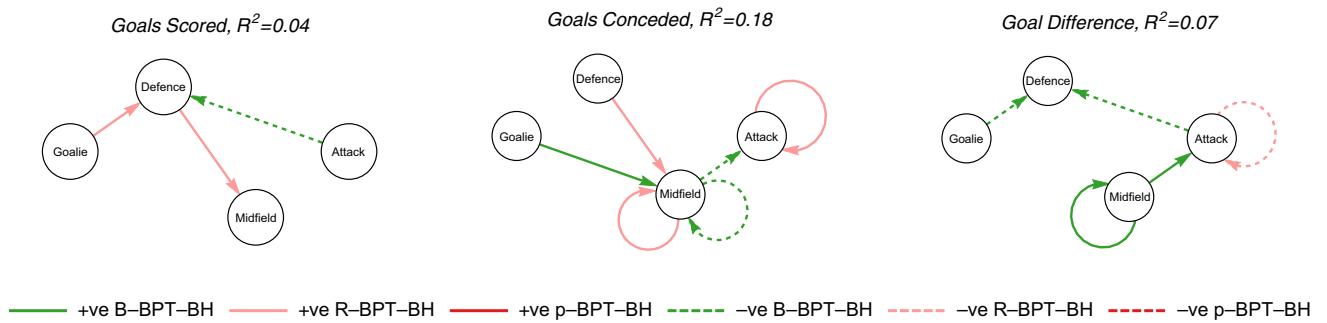 Goals Scored, R²=0.04
Defence
Goalie
Attack
Midfield
Goals Conceded, R²=0.18
Defence
Goalie
Attack
Midfield
Goal Difference, R²=0.07
Defence
Goalie
Attack
Midfield
+ve B–BPT–BH
+ve R–BPT–BH
+ve p–BPT–BH
–ve B–BPT–BH
–ve R–BPT–BH
–ve p–BPT–BH